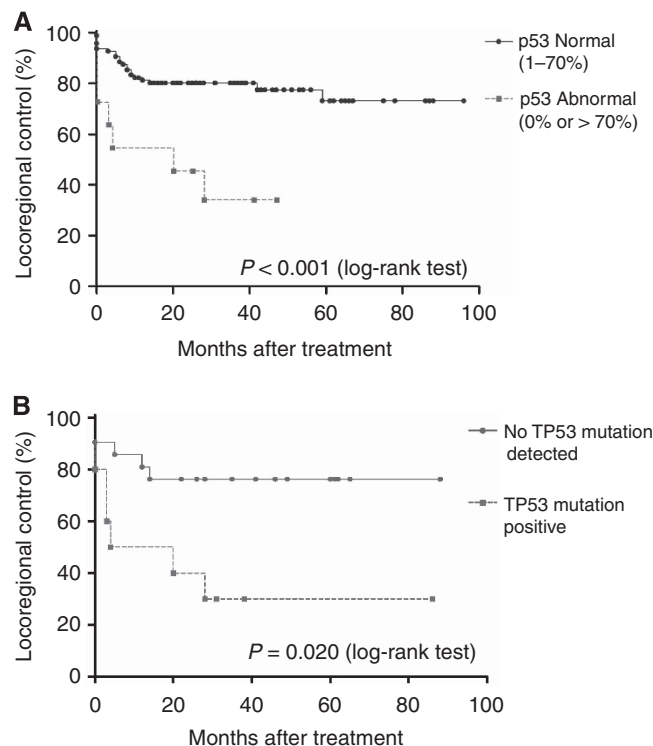 A
Locoregional control (%)
100
80
60
40
20
0
0 20 40 60 80 100
Months after treatment
P < 0.001 (log-rank test)
p53 Normal
(1–70%)
p53 Abnormal
(0% or > 70%)
B
Locoregional control (%)
100
80
60
40
20
0
0 20 40 60 80 100
Months after treatment
P = 0.020 (log-rank test)
No TP53 mutation
detected
TP53 mutation
positive